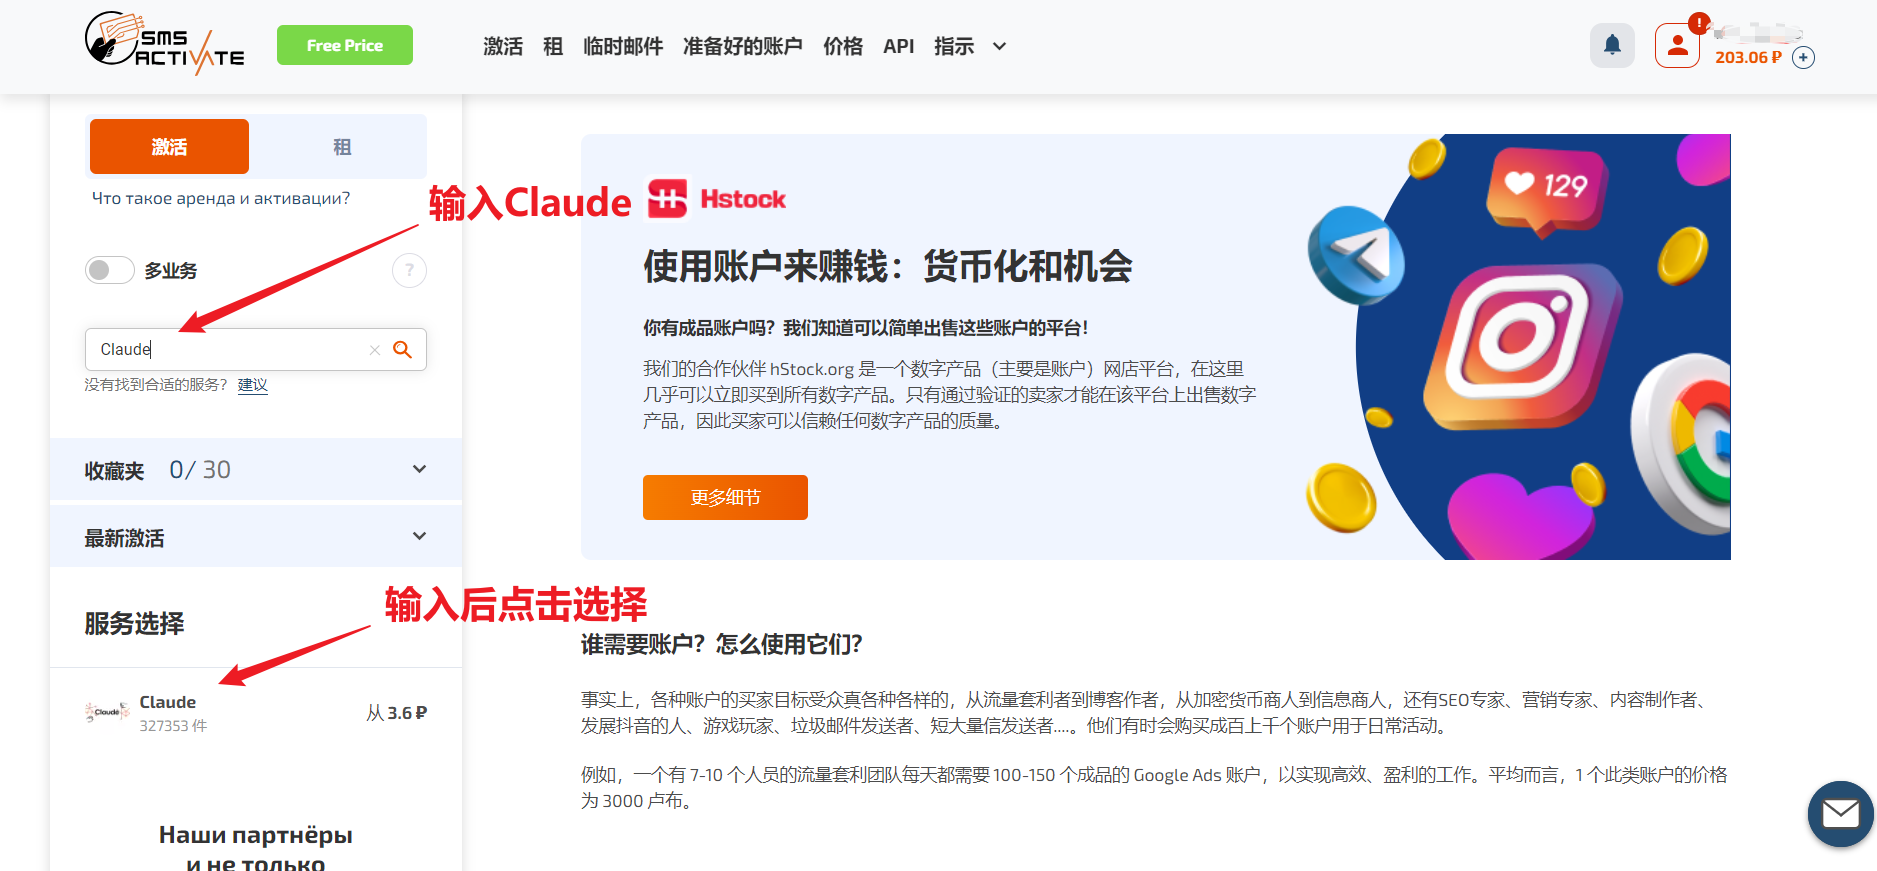 SMS
ACTIVATE
Free Price
激活 租 临时邮件 准备好的账户 价格 API 指示
!
203.06 ₽
激活 租
Что такое аренда и активации?
输入Claude
多业务
?
Claude
没有找到合适的服务? 建议
收藏夹 0/ 30
最新激活
输入后点击选择
服务选择
Claude
Claude
327353 件
从 3.6 ₽
Наши партнёры
и не только
Hstock
使用账户来赚钱：货币化和机会
你有成品账户吗？我们知道可以简单出售这些账户的平台！
我们的合作伙伴 hStock.org 是一个数字产品（主要是账户）网店平台，在这里
几乎可以立即买到所有数字产品。只有通过验证的卖家才能在该平台上出售数字
产品，因此买家可以信赖任何数字产品的质量。
更多细节
129
谁需要账户？怎么使用它们？
事实上，各种账户的买家目标受众真各种各样的，从流量套利者到博客作者，从加密货币商人到信息商人，还有SEO专家、营销专家、内容制作者、
发展抖音的人、游戏玩家、垃圾邮件发送者、短大量信发送者....。他们有时会购买成百上千个账户用于日常活动。
例如，一个有 7-10 个人员的流量套利团队每天都需要 100-150 个成品的 Google Ads 账户，以实现高效、盈利的工作。平均而言，1 个此类账户的价格
为 3000 卢布。